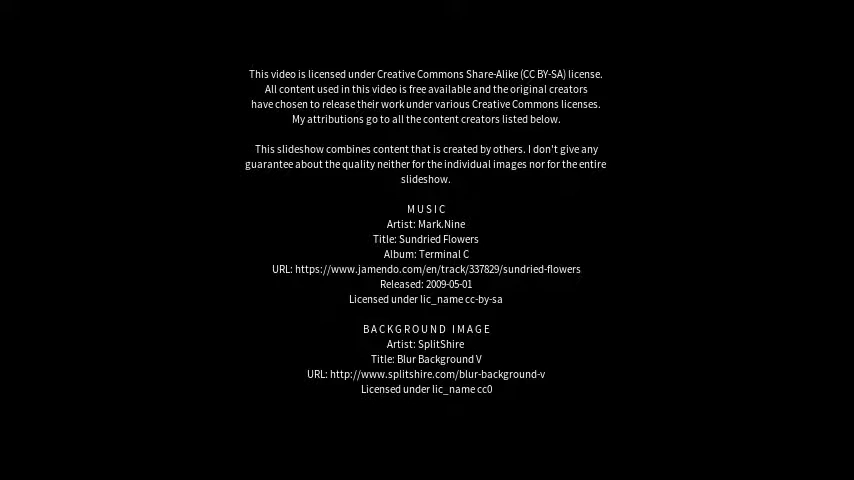 This video is licensed under Creative Commons Share-Alike (CC BY-SA) license.
All content used in this video is free available and the original creators
have chosen to release their work under various Creative Commons licenses.
My attributions go to all the content creators listed below.
This slideshow combines content that is created by others. I don't give any
guarantee about the quality neither for the individual images nor for the entire
slideshow.
MUSIC
Artist: Mark.Nine
Title: Sundried Flowers
Album: Terminal C
URL: https://www.jamendo.com/en/track/337829/sundried-flowers
Released: 2009-05-01
Licensed under lic_name cc-by-sa
BACKGROUND IMAGE
Artist: SplitShire
Title: Blur Background V
URL: http://www.splitshire.com/blur-background-v
Licensed under lic_name cc0